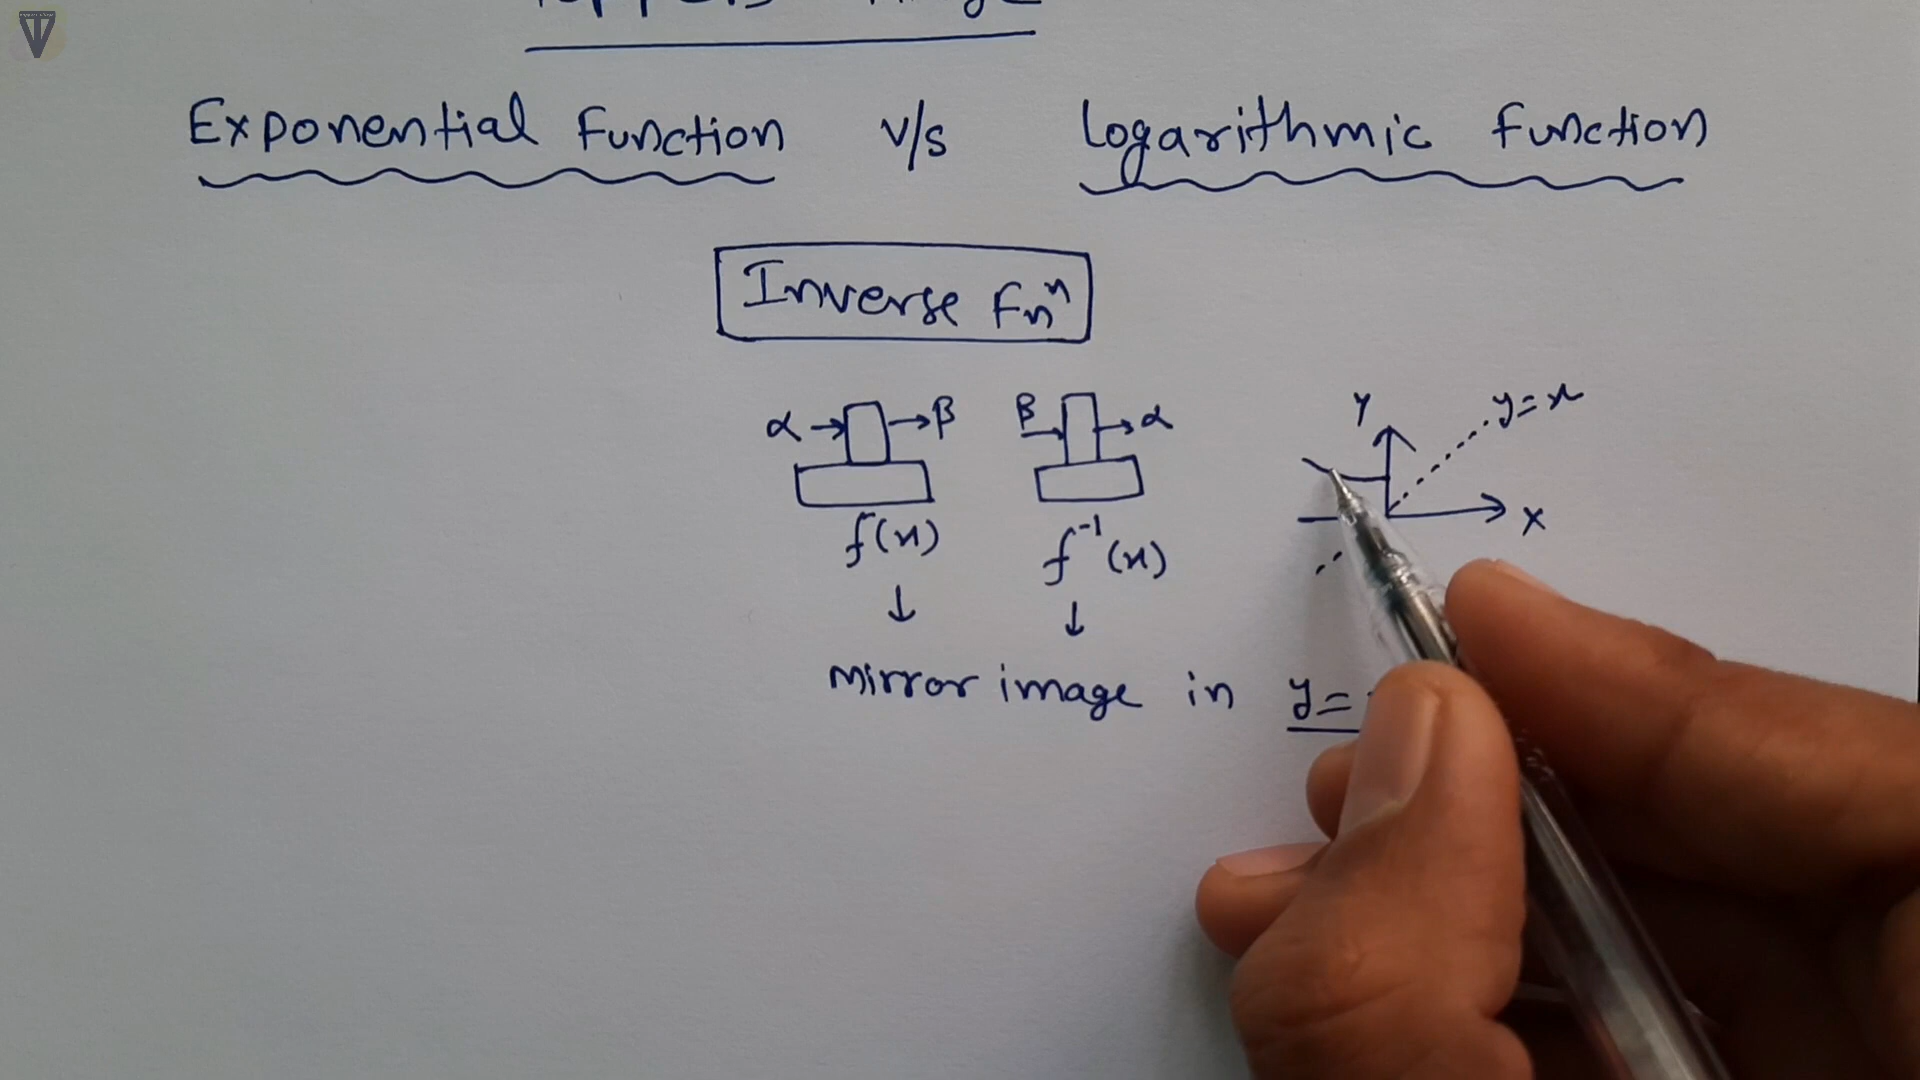 Exponential Function v/s Logarithmic Function
Inverse Fnⁿ
α → → β β → α
Y y=x
X
f(x) f⁻¹(x)
↓ ↓
Mirror image in y=